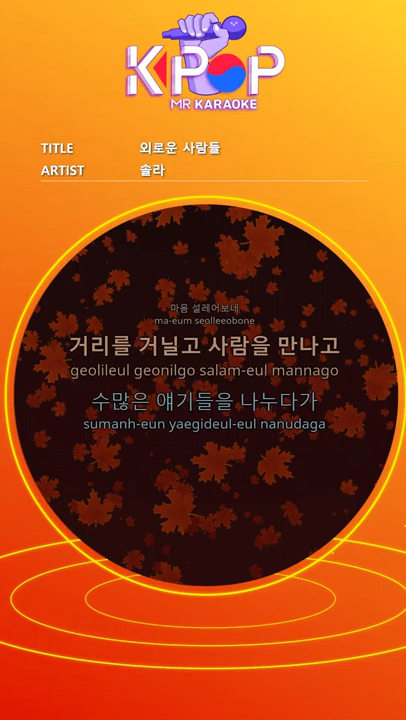 KPOP
MR KARAOKE
TITLE 외로운 사람들
ARTIST 솔라
마음 설레어보네
ma-eum seolleeobone
거리를 거닐고 사람을 만나고
geolileul geonilgo salam-eul mannago
수많은 얘기들을 나누다가
sumanh-eun yaegideul-eul nanudaga